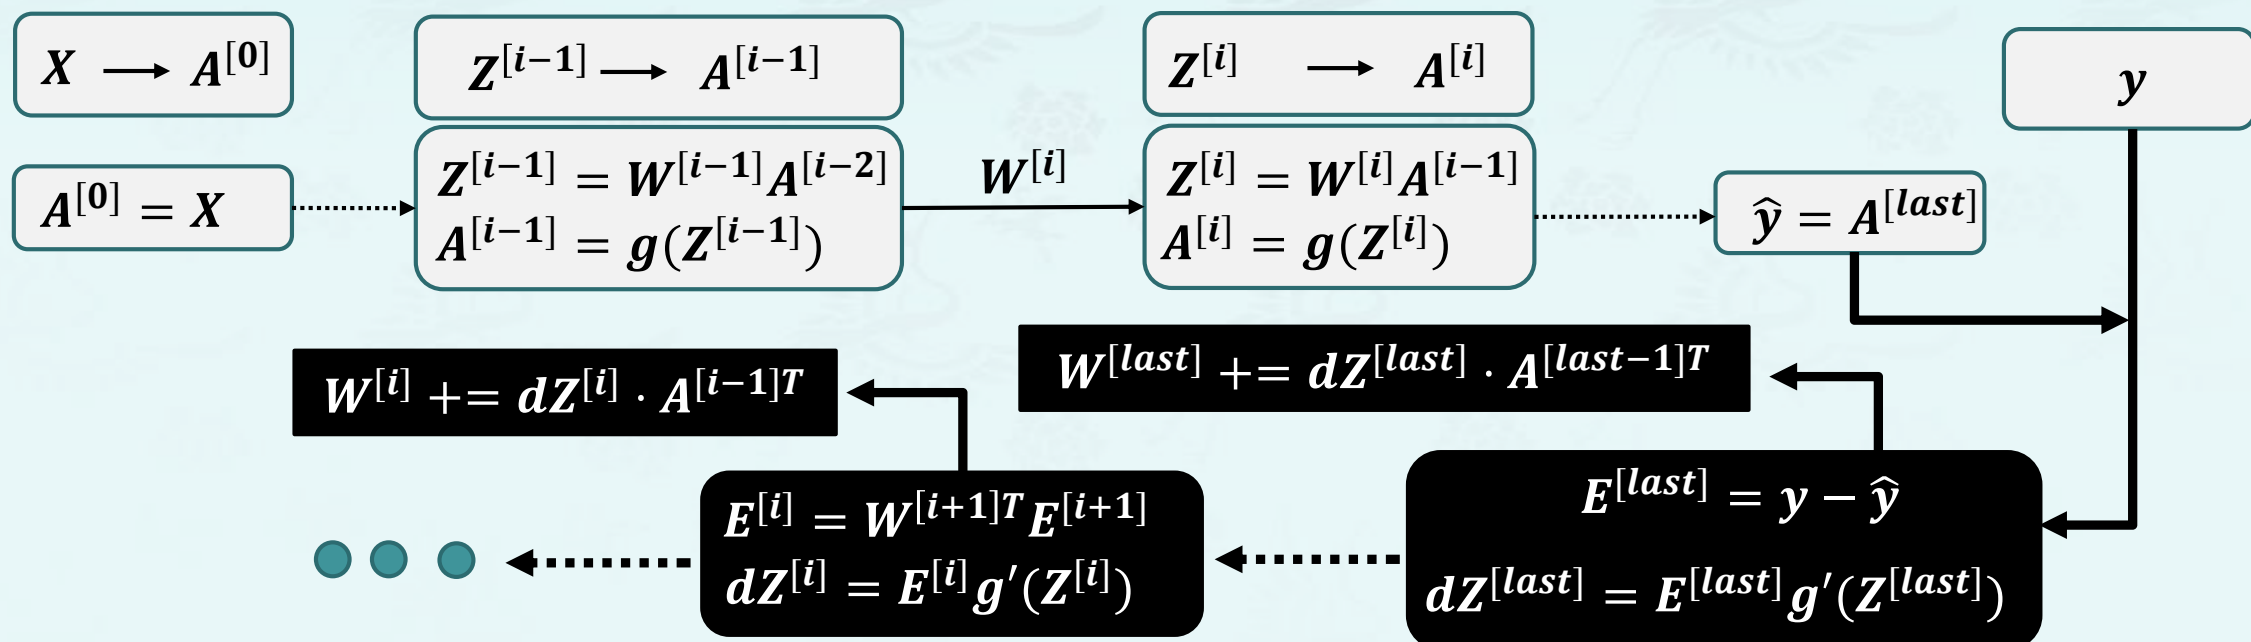 X → A^[0]
Z^[i−1] → A^[i−1]
Z^[i] → A^[i]
y
A^[0] = X
Z^[i−1] = W^[i−1] A^[i−2]
A^[i−1] = g(Z^[i−1])
W^[i]
Z^[i] = W^[i] A^[i−1]
A^[i] = g(Z^[i])
ŷ = A^[last]
W^[i] += dZ^[i] · A^[i−1]T
W^[last] += dZ^[last] · A^[last−1]T
E^[i] = W^[i+1]T E^[i+1]
dZ^[i] = E^[i] g′(Z^[i])
E^[last] = y − ŷ
dZ^[last] = E^[last] g′(Z^[last])